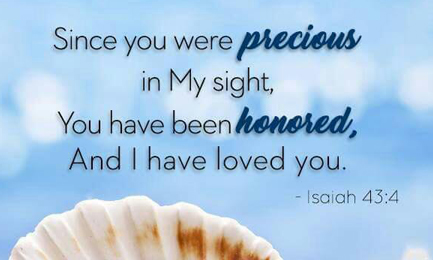 Since you were precious
in My sight,
You have been honored,
And I have loved you.
- Isaiah 43:4